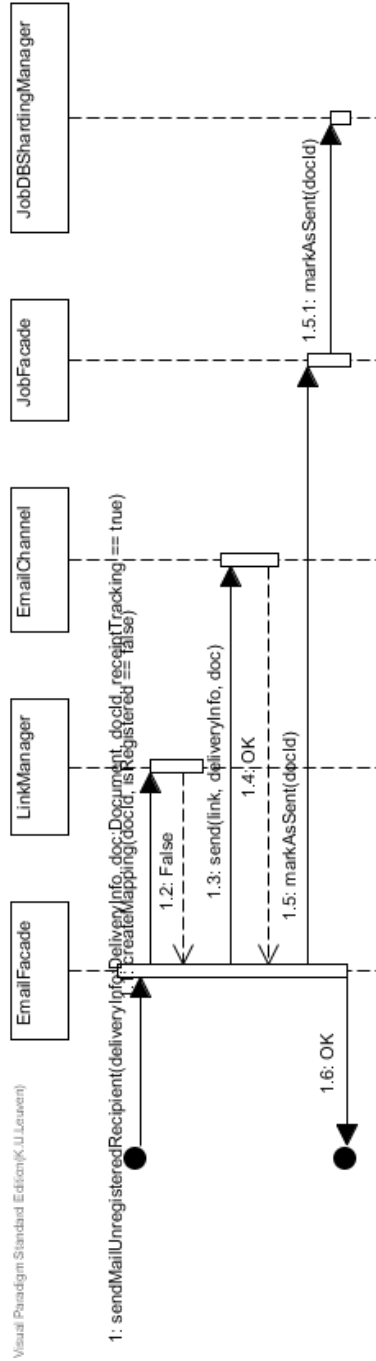 Visual Paradigm Standard Edition(K.U.Leuven)
EmailFacade
LinkManager
EmailChannel
JobFacade
JobDBShardingManager
1: sendMailUnregisteredRecipient(deliveryInfo:DeliveryInfo, doc:Document, docId, receiptTracking == true)
createMapping(docId, isRegistered == false)
1.2: False
1.3: send(link, deliveryInfo, doc)
1.4: OK
1.5: markAsSent(docId)
1.5.1: markAsSent(docId)
1.6: OK